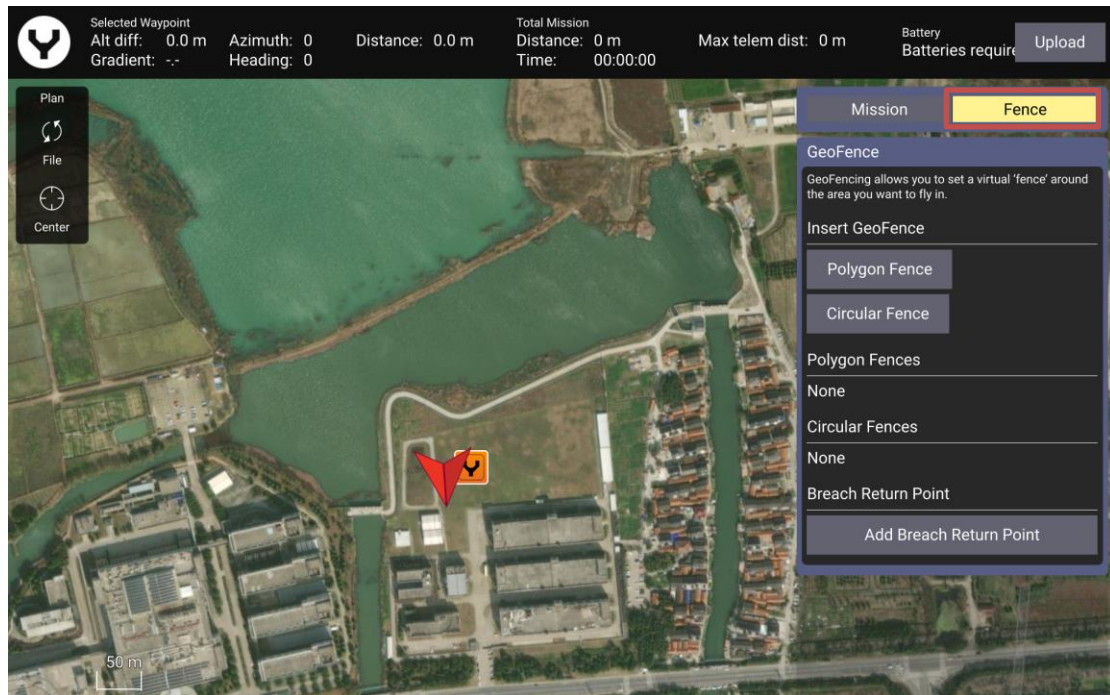 Selected Waypoint
Alt diff: 0.0 m Azimuth: 0 Distance: 0.0 m
Gradient: -.- Heading: 0
Total Mission
Distance: 0 m Max telem dist: 0 m
Time: 00:00:00
Battery
Batteries require
Upload
Plan
File
Center
Mission Fence
GeoFence
GeoFencing allows you to set a virtual 'fence' around
the area you want to fly in.
Insert GeoFence
Polygon Fence
Circular Fence
Polygon Fences
None
Circular Fences
None
Breach Return Point
Add Breach Return Point
50 m